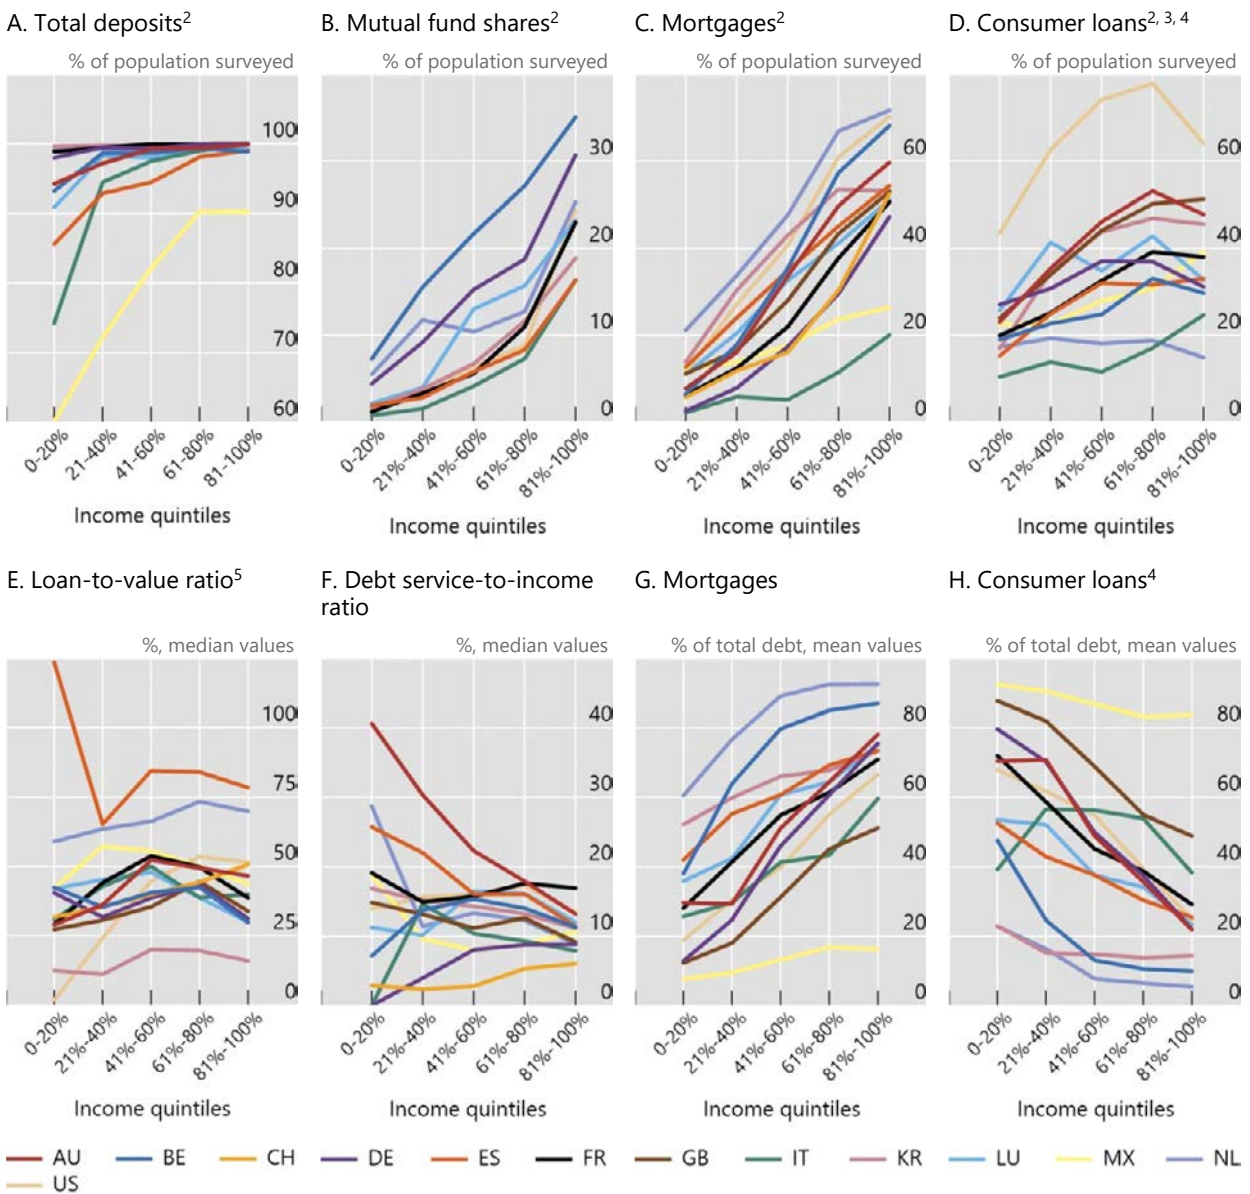 A. Total deposits²
% of population surveyed
100
90
80
70
60
0-20%
21-40%
41-60%
61-80%
81-100%
Income quintiles
B. Mutual fund shares²
% of population surveyed
30
20
10
0
0-20%
21%-40%
41%-60%
61%-80%
81%-100%
Income quintiles
C. Mortgages²
% of population surveyed
60
40
20
0
0-20%
21%-40%
41%-60%
61%-80%
81%-100%
Income quintiles
D. Consumer loans²˒ ³˒ ⁴
% of population surveyed
60
40
20
0
0-20%
21%-40%
41%-60%
61%-80%
81%-100%
Income quintiles
E. Loan-to-value ratio⁵
%, median values
100
75
50
25
0
0-20%
21%-40%
41%-60%
61%-80%
81%-100%
Income quintiles
F. Debt service-to-income
ratio
%, median values
40
30
20
10
0
0-20%
21%-40%
41%-60%
61%-80%
81%-100%
Income quintiles
G. Mortgages
% of total debt, mean values
80
60
40
20
0
0-20%
21%-40%
41%-60%
61%-80%
81%-100%
Income quintiles
H. Consumer loans⁴
% of total debt, mean values
80
60
40
20
0
0-20%
21%-40%
41%-60%
61%-80%
81%-100%
Income quintiles
AU BE CH DE ES FR GB IT KR LU MX NL
US